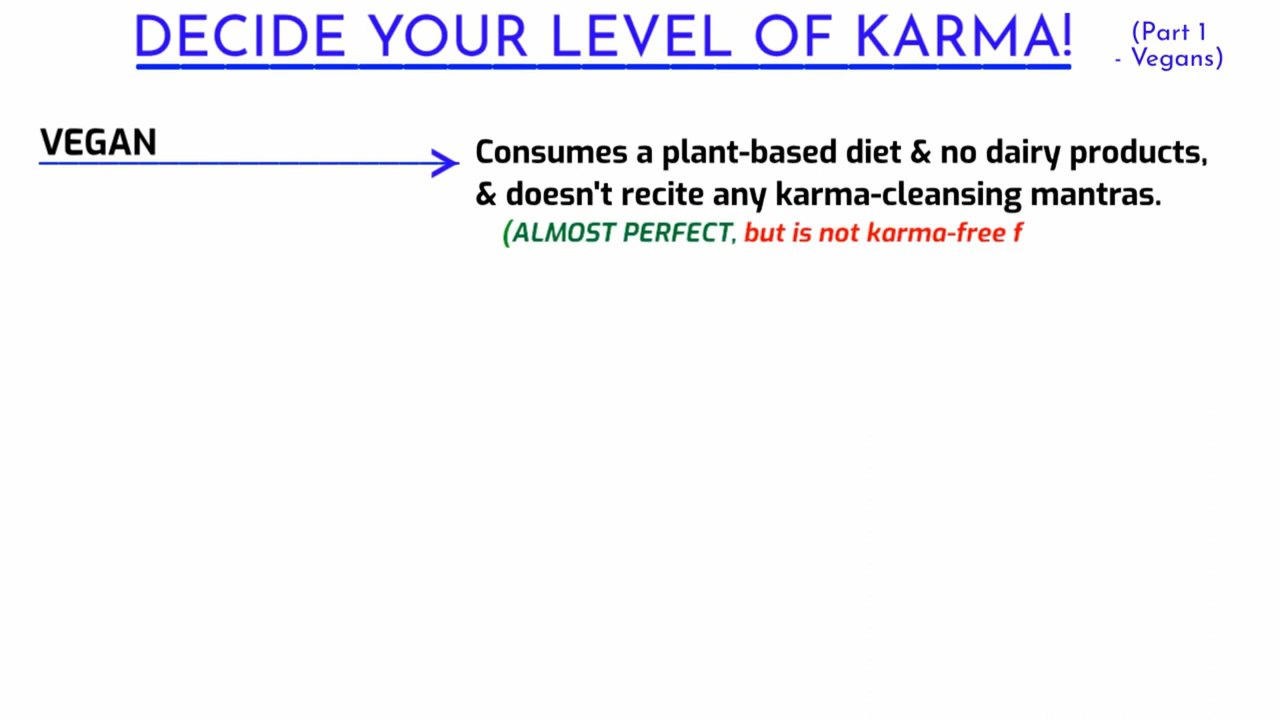 DECIDE YOUR LEVEL OF KARMA!
(Part 1
- Vegans)
VEGAN
Consumes a plant-based diet & no dairy products,
& doesn't recite any karma-cleansing mantras.
(ALMOST PERFECT, but is not karma-free f